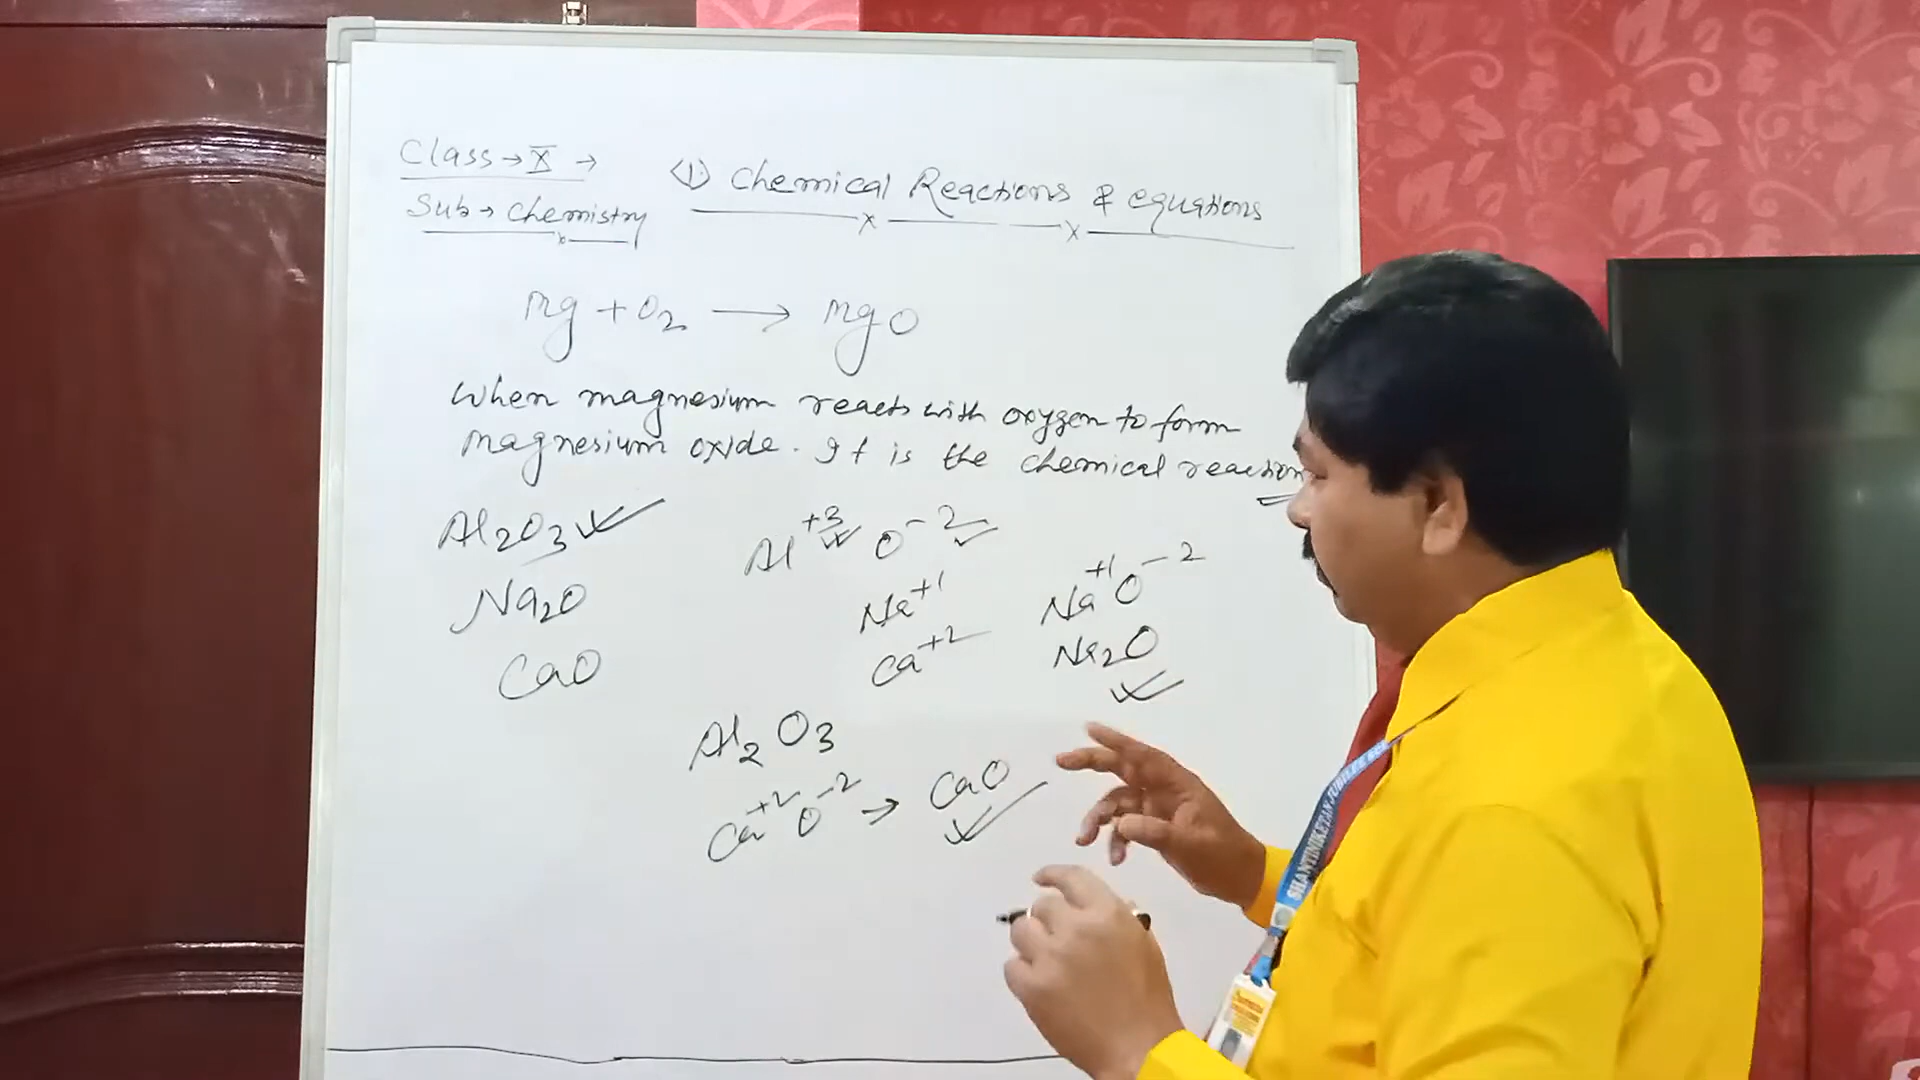 Class → X →
Sub → Chemistry
(1) Chemical Reactions & equations
Mg + O2 → MgO
When magnesium reacts with oxygen to form
magnesium oxide. It is the chemical reaction
Al2O3
Na2O
CaO
Al+3 O-2
Na+1
Ca+2
Na+1 O-2
Na2O
Al2O3
Ca+2 O-2 → CaO
SHANTINIKETAN JUBILEE